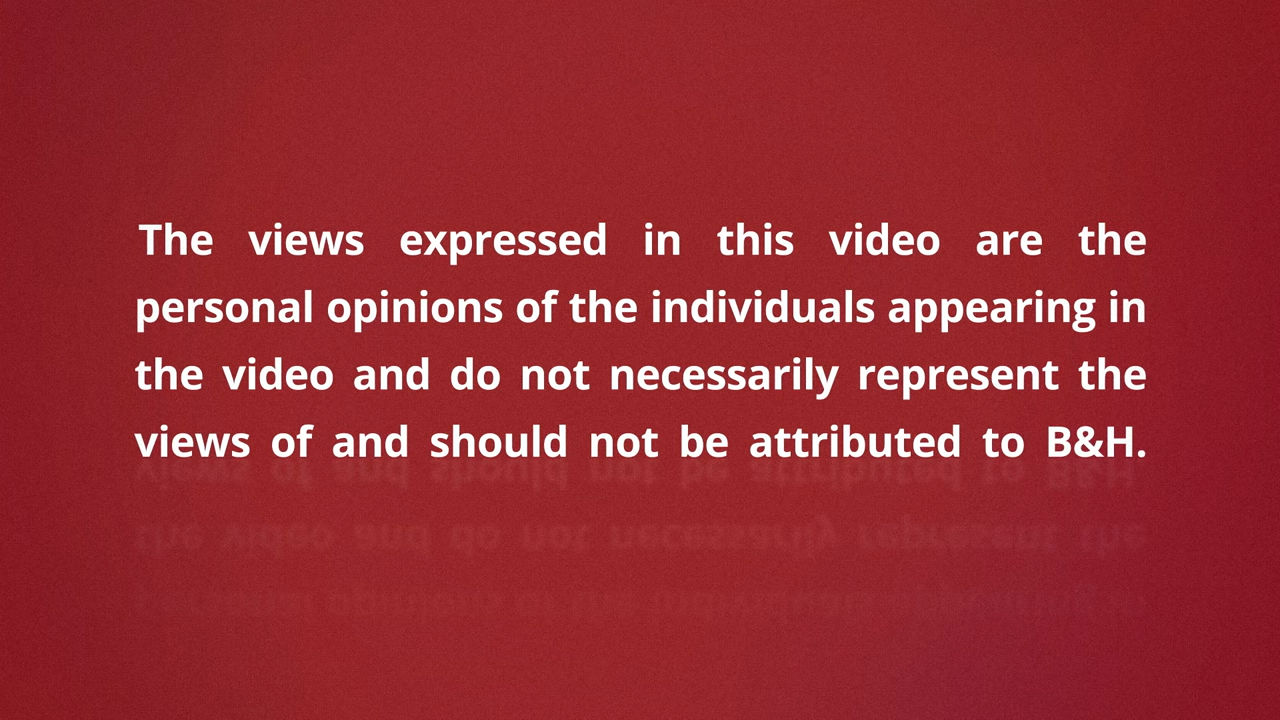 The views expressed in this video are the
personal opinions of the individuals appearing in
the video and do not necessarily represent the
views of and should not be attributed to B&H.